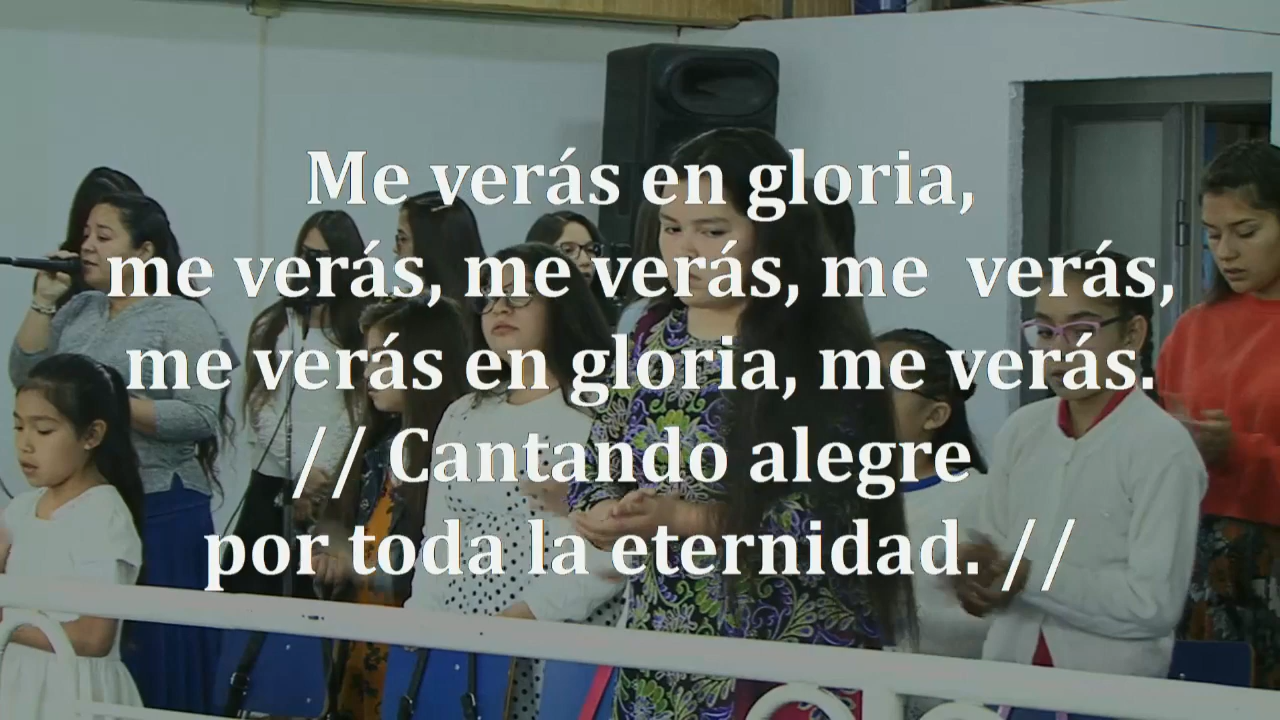 Me verás en gloria,
me verás, me verás, me verás,
me verás en gloria, me verás.
// Cantando alegre
por toda la eternidad. //